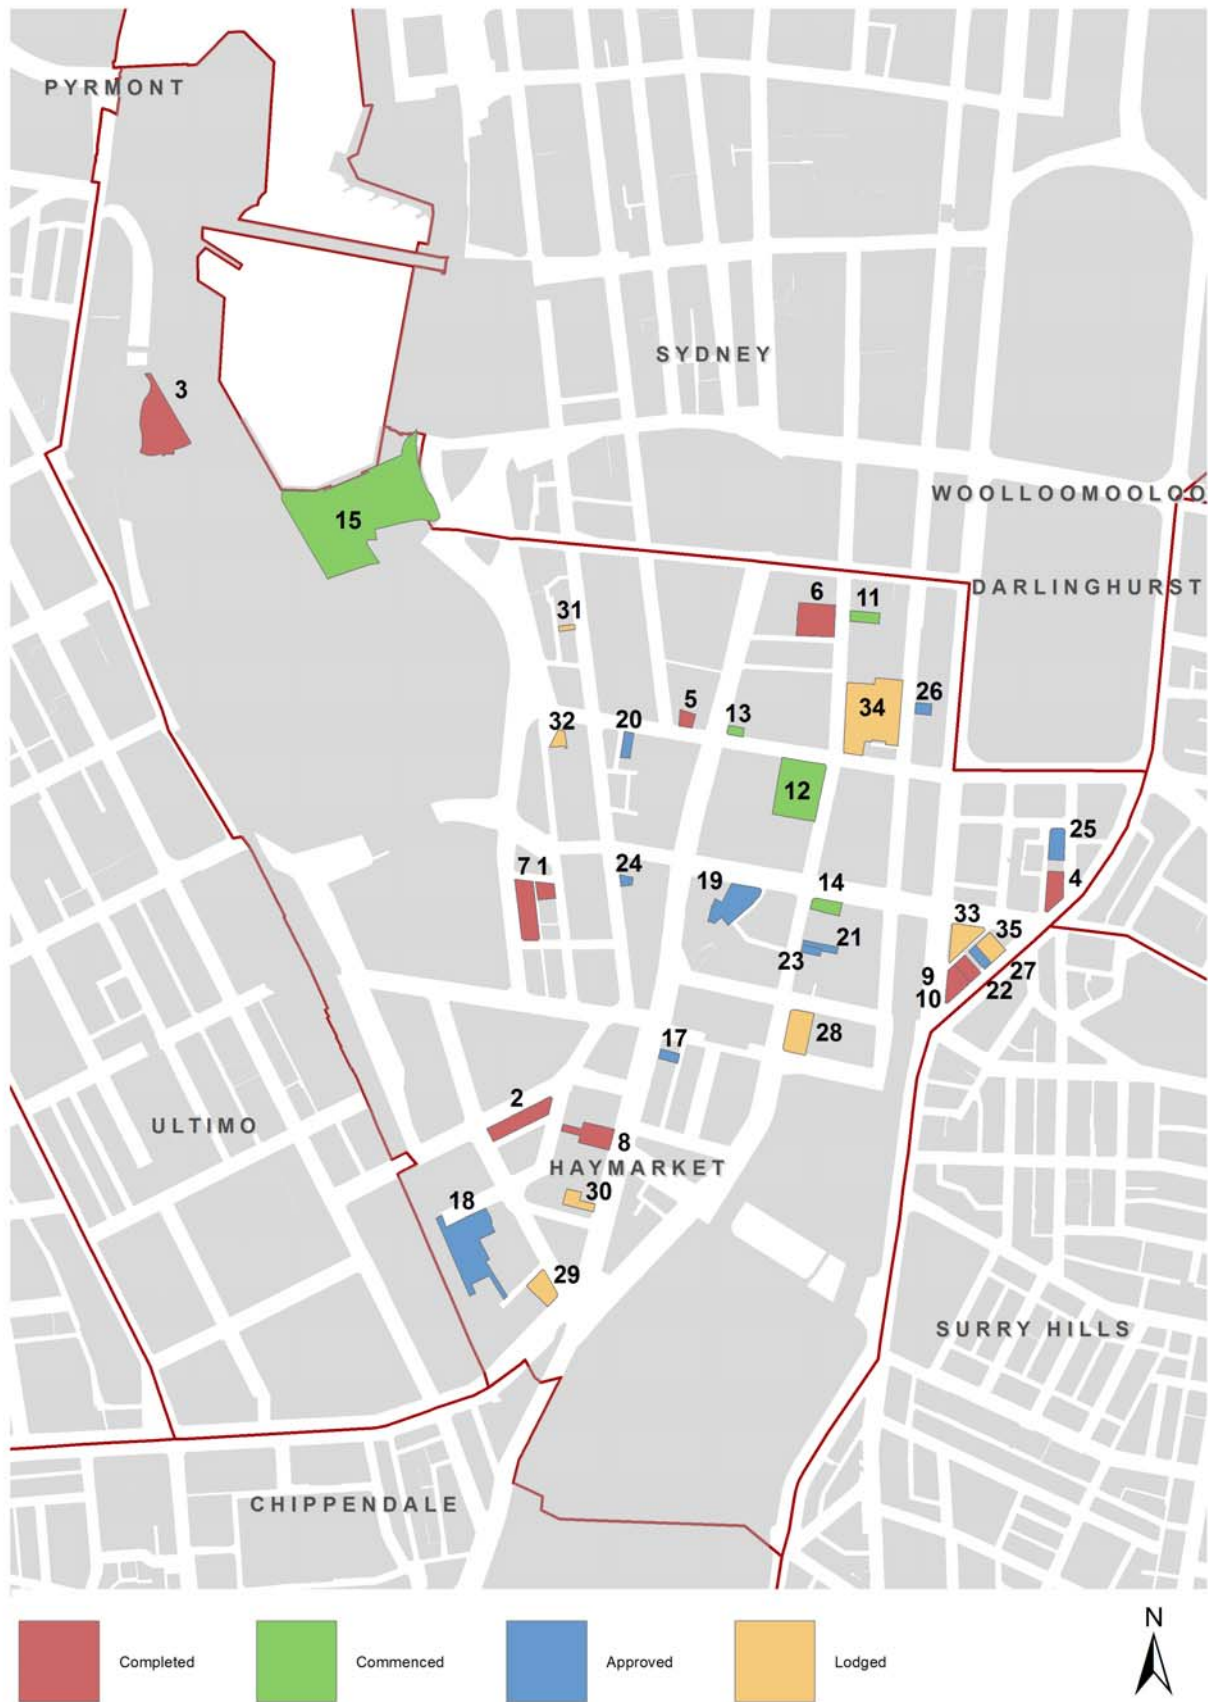 PYRMONT
3
SYDNEY
WOOLLOOMOOLOO
15
DARLINGHURST
6
11
31
5
26
34
13
32
20
12
25
7
1
24
19
14
4
33
35
21
23
9
27
10
22
28
17
2
ULTIMO
8
HAYMARKET
30
18
29
SURRY HILLS
CHIPPENDALE
N
Completed
Commenced
Approved
Lodged